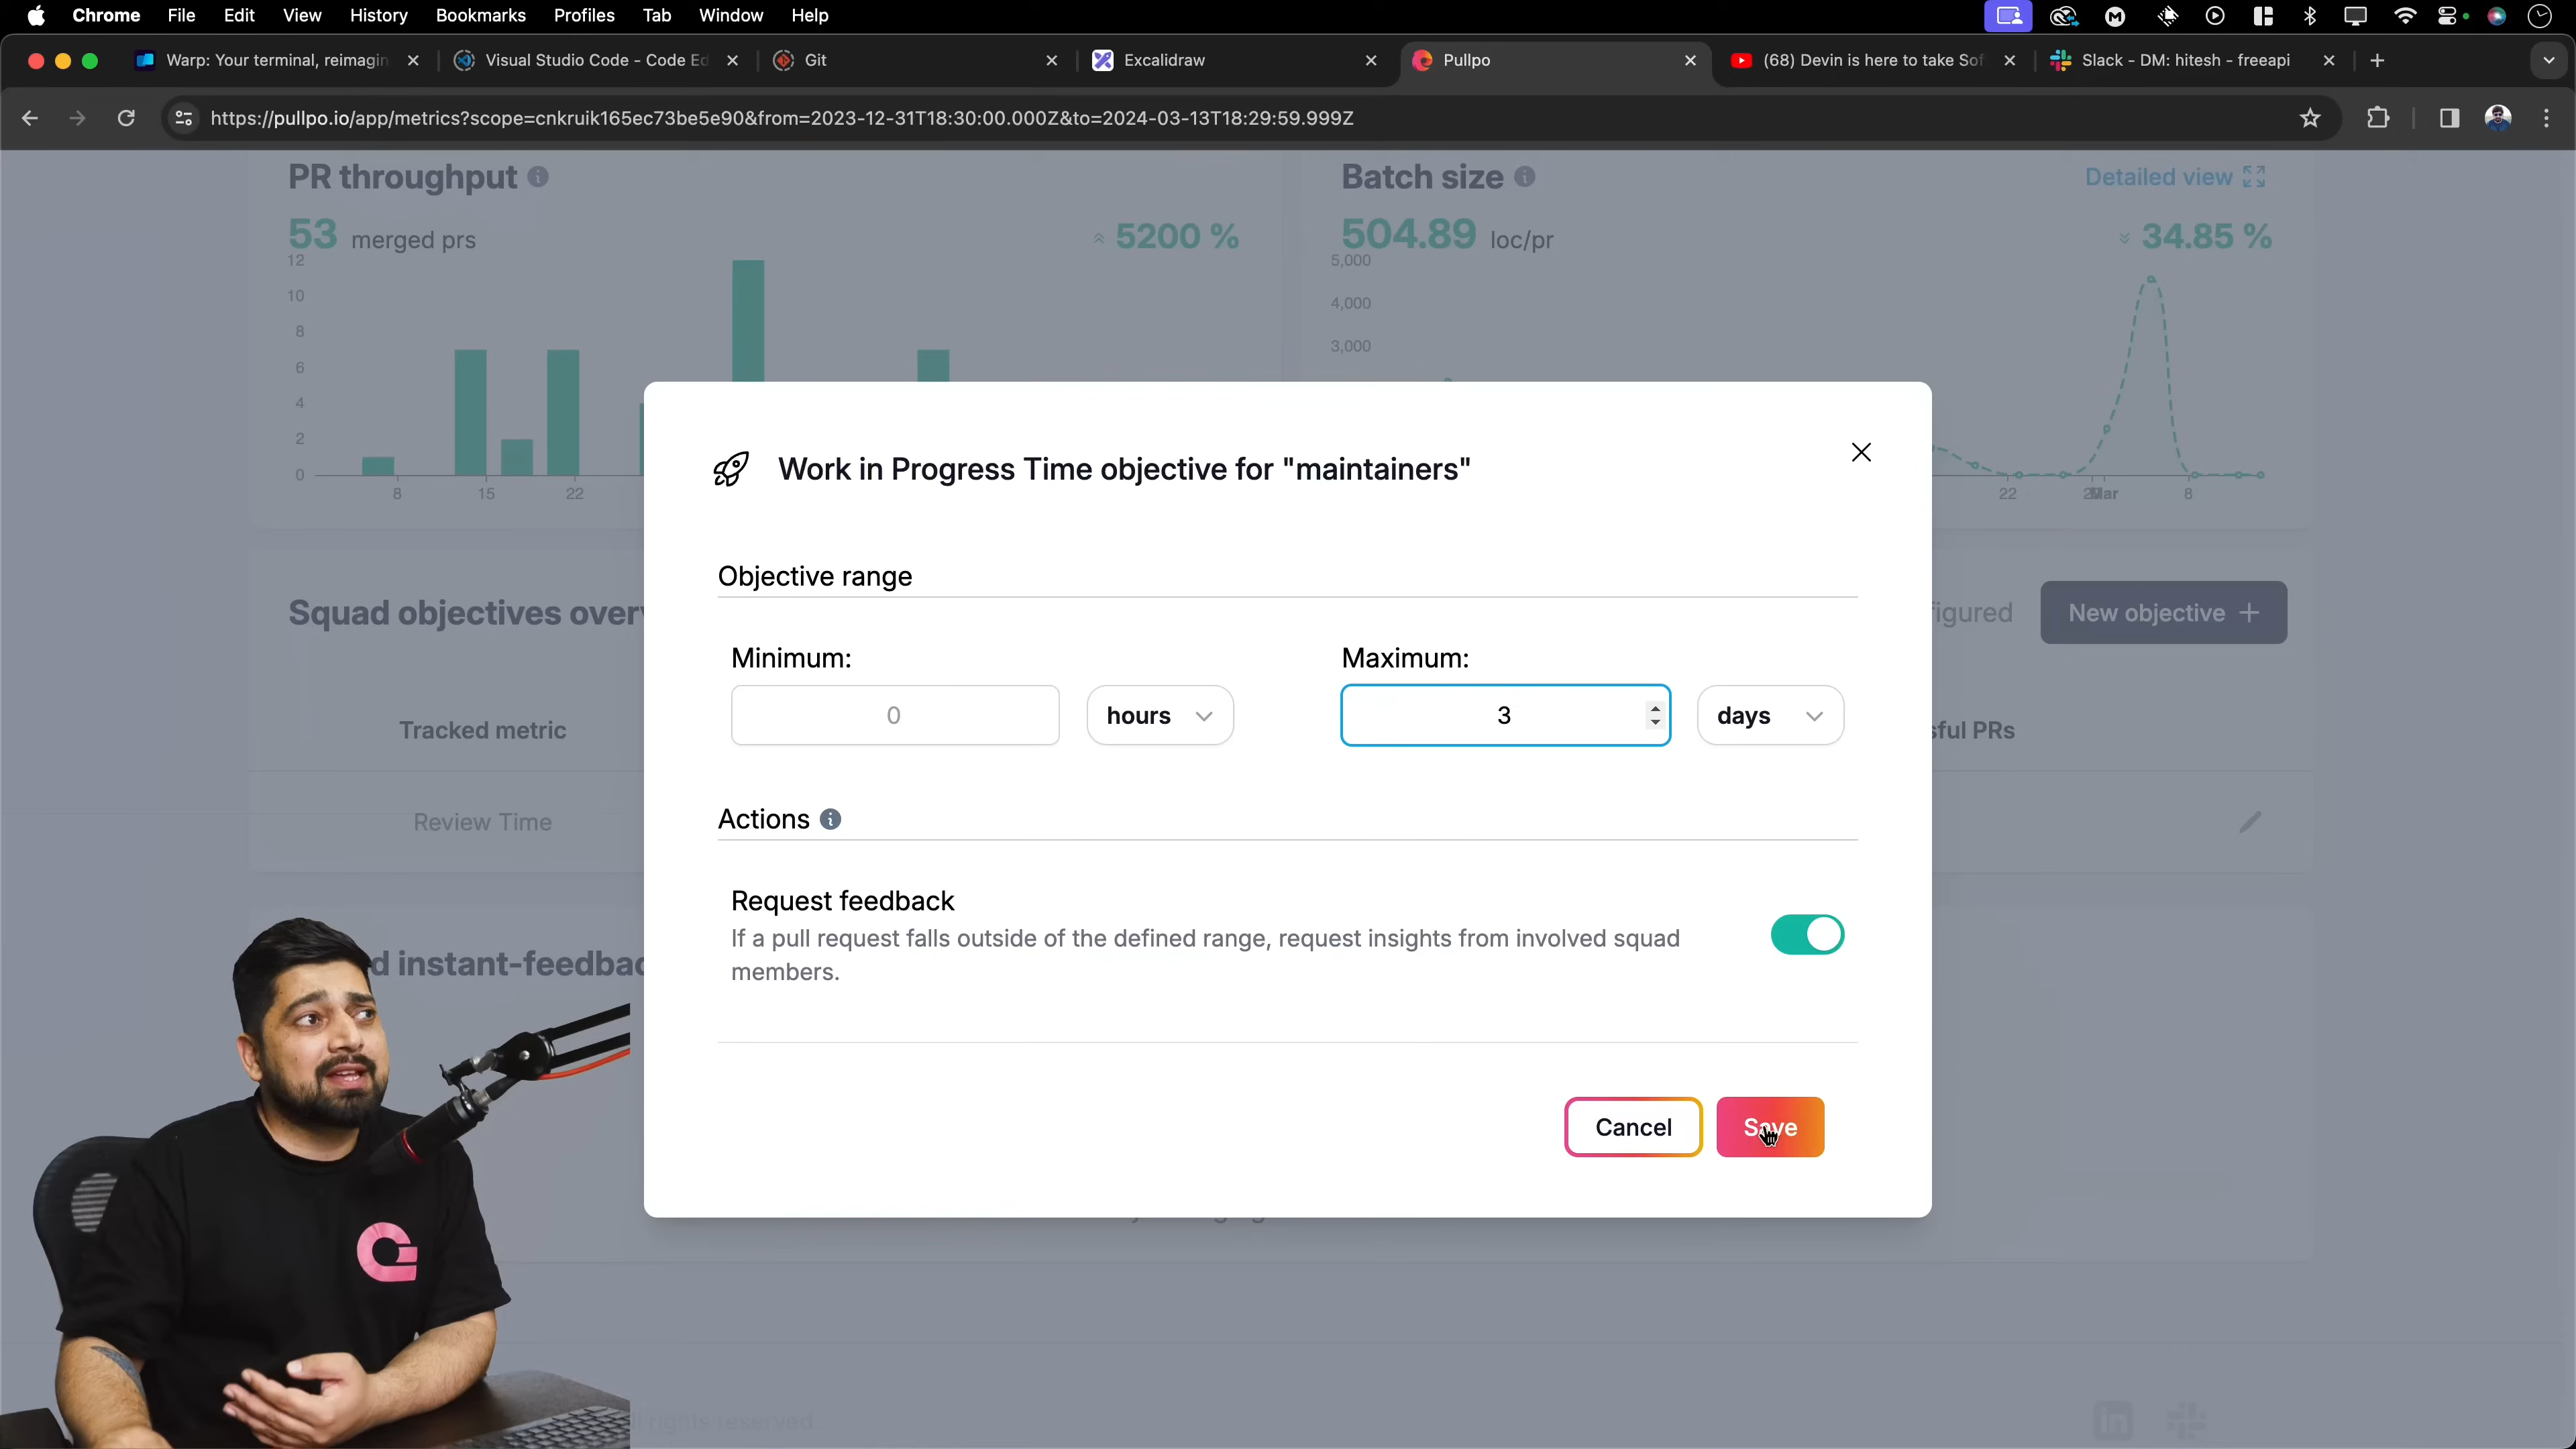 Chrome File Edit View History Bookmarks Profiles Tab Window Help
Warp: Your terminal, reimagin
Visual Studio Code - Code Ed
Git
Excalidraw
Pullpo
(68) Devin is here to take Sof
Slack - DM: hitesh - freeapi
https://pullpo.io/app/metrics?scope=cnkruik165ec73be5e90&from=2023-12-31T18:30:00.000Z&to=2024-03-13T18:29:59.999Z
PR throughput
53 merged prs
5200 %
12
10
8
6
4
2
0
8 15 22
Batch size
Detailed view
504.89 loc/pr
34.85 %
5,000
4,000
3,000
22 Mar 8
Squad objectives over
figured
New objective +
Tracked metric
sful PRs
Review Time
d instant-feedbac
Work in Progress Time objective for "maintainers"
Objective range
Minimum:
0 hours
Maximum:
3 days
Actions
Request feedback
If a pull request falls outside of the defined range, request insights from involved squad
members.
Cancel
Save
rights reserved